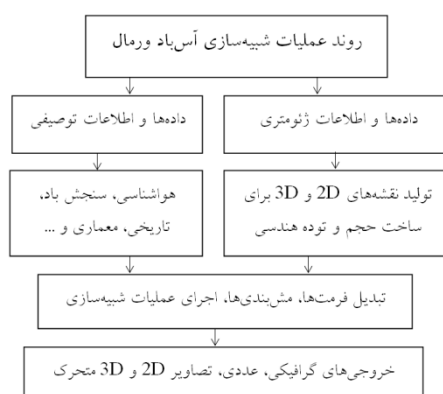 روند عملیات شبیه‌سازی آس‌باد ورمال
داده‌ها و اطلاعات ژئومتری
داده‌ها و اطلاعات توصیفی
تولید نقشه‌های 2D و 3D برای
ساخت حجم و توده هندسی
هواشناسی، سنجش باد،
تاریخی، معماری و ...
تبدیل فرمت‌ها، مش‌بندی‌ها، اجرای عملیات شبیه‌سازی
خروجی‌های گرافیکی، عددی، تصاویر 2D و 3D متحرک